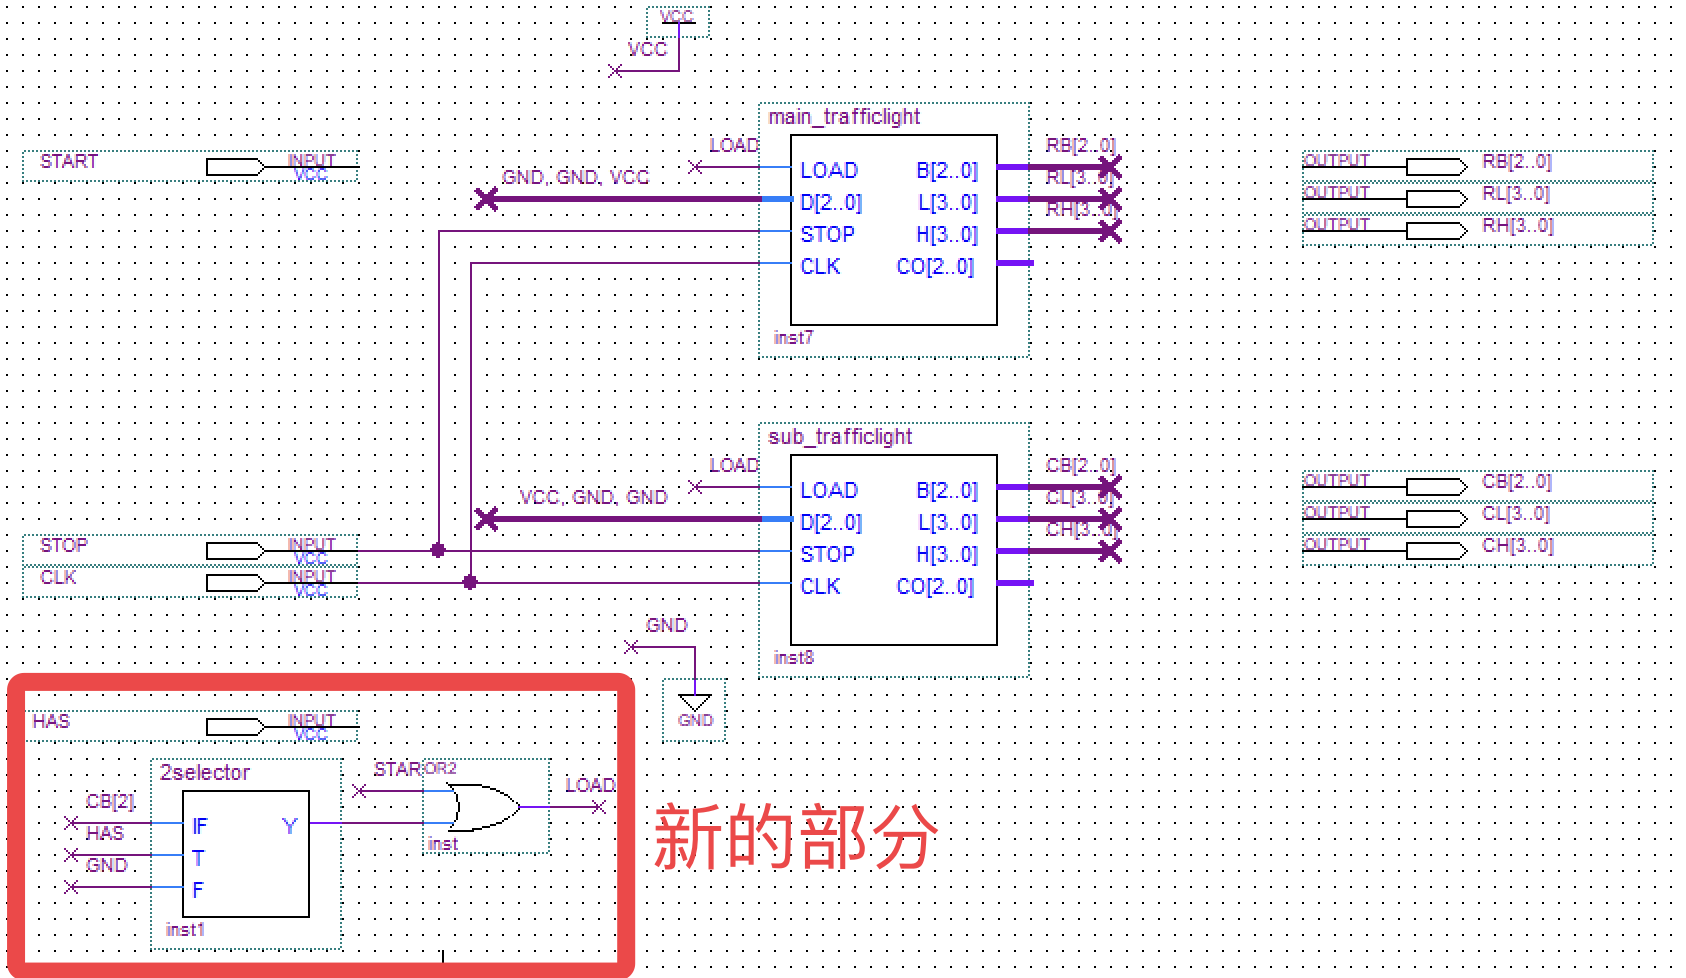 VCC
VCC
main_trafficlight
LOAD
LOAD
B[2..0]
RB[2..0]
GND, GND, VCC
D[2..0]
L[3..0]
RL[3..0]
STOP
H[3..0]
RH[3..0]
CLK
CO[2..0]
inst7
START
INPUT
VCC
OUTPUT
RB[2..0]
OUTPUT
RL[3..0]
OUTPUT
RH[3..0]
sub_trafficlight
LOAD
LOAD
B[2..0]
CB[2..0]
VCC, GND, GND
D[2..0]
L[3..0]
CL[3..0]
STOP
H[3..0]
CH[3..0]
CLK
CO[2..0]
inst8
STOP
INPUT
VCC
CLK
INPUT
VCC
OUTPUT
CB[2..0]
OUTPUT
CL[3..0]
OUTPUT
CH[3..0]
GND
GND
HAS
INPUT
VCC
2selector
CB[2]
IF
Y
HAS
T
GND
F
inst1
STAR
OR2
LOAD
inst
新的部分